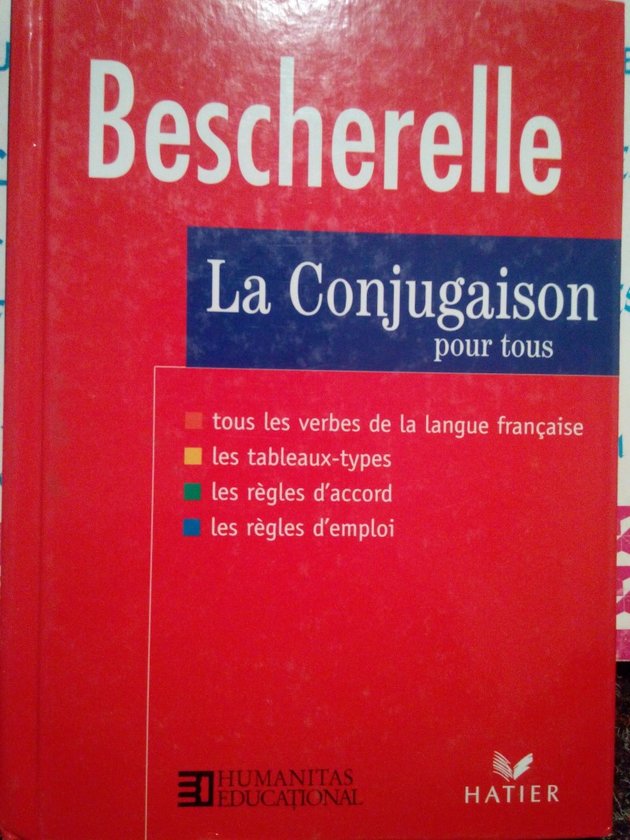 Bescherelle
La Conjugaison
pour tous
tous les verbes de la langue française
les tableaux-types
les règles d'accord
les règles d'emploi
HUMANITAS
EDUCAȚIONAL
HATIER